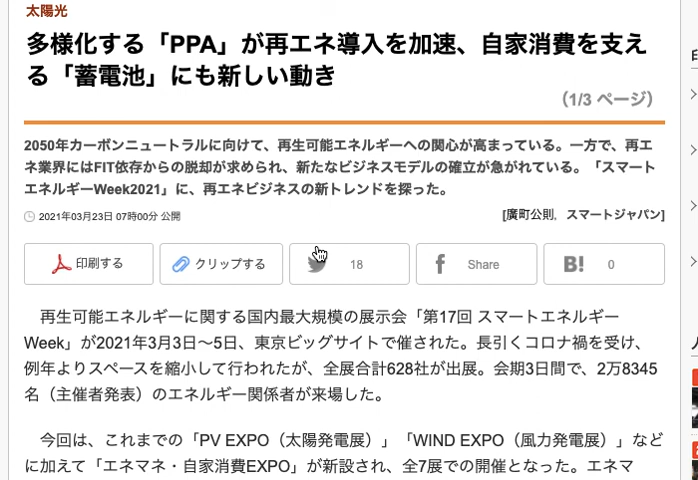 太陽光
多様化する「PPA」が再エネ導入を加速、自家消費を支え
る「蓄電池」にも新しい動き
（1/3 ページ）
2050年カーボンニュートラルに向けて、再生可能エネルギーへの関心が高まっている。一方で、再エ
ネ業界にはFIT依存からの脱却が求められ、新たなビジネスモデルの確立が急がれている。「スマート
エネルギーWeek2021」に、再エネビジネスの新トレンドを探った。
2021年03月23日 07時00分 公開
[廣町公則，スマートジャパン]
印刷する
クリップする
18
Share
B! 0
再生可能エネルギーに関する国内最大規模の展示会「第17回 スマートエネルギー
Week」が2021年3月3日～5日、東京ビッグサイトで催された。長引くコロナ禍を受け、
例年よりスペースを縮小して行われたが、全展合計628社が出展。会期3日間で、2万8345
名（主催者発表）のエネルギー関係者が来場した。
今回は、これまでの「PV EXPO（太陽発電展）」「WIND EXPO（風力発電展）」など
に加えて「エネマネ・自家消費EXPO」が新設され、全7展での開催となった。エネマ